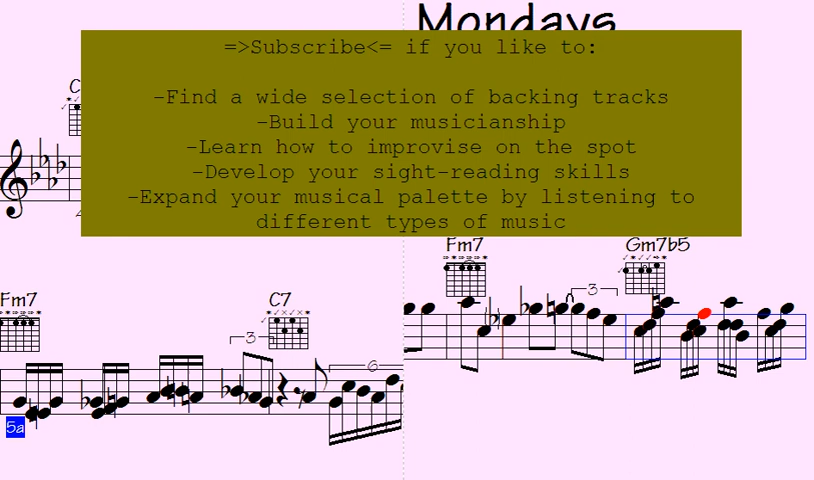 Mondays
=>Subscribe<= if you like to:
-Find a wide selection of backing tracks
-Build your musicianship
-Learn how to improvise on the spot
-Develop your sight-reading skills
-Expand your musical palette by listening to
different types of music
Fm7 Gm7b5
3
Fm7 C7
3
6
5a